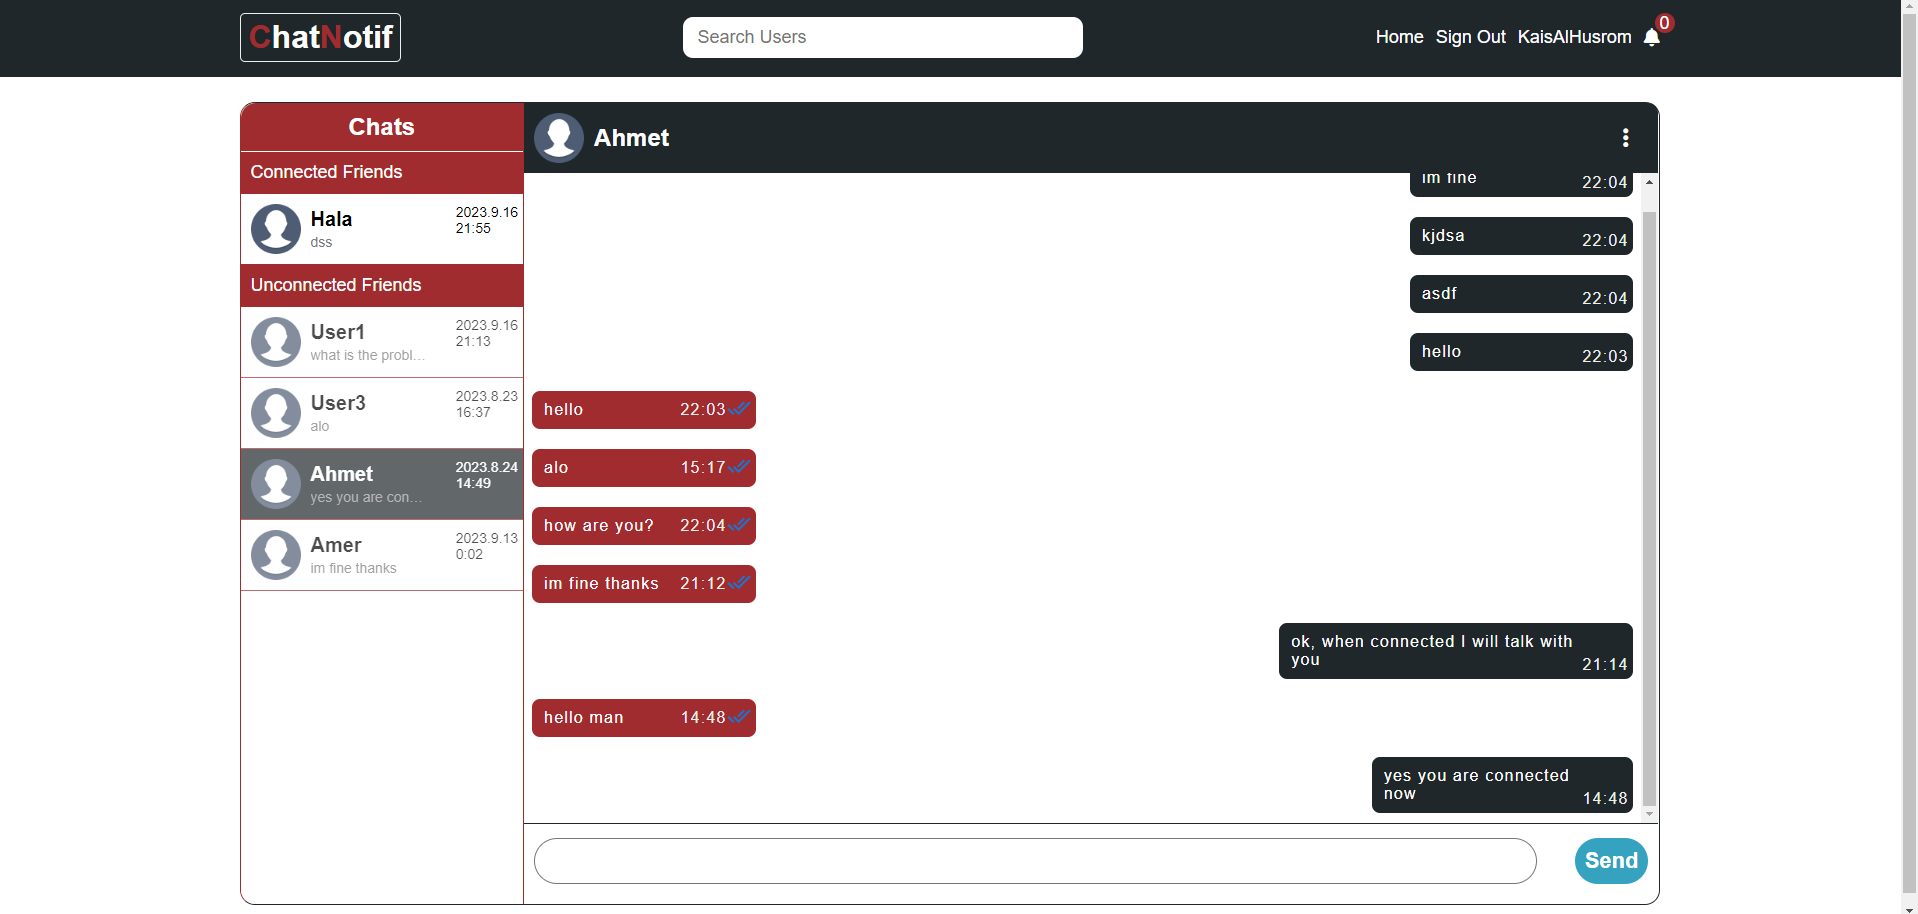 ChatNotif
Search Users
Home Sign Out KaisAlHusrom 0
Chats
Connected Friends
Hala 2023.9.16
dss 21:55
Unconnected Friends
User1 2023.9.16
21:13
what is the probl...
User3 2023.8.23
16:37
alo
Ahmet 2023.8.24
14:49
yes you are con...
Amer 2023.9.13
0:02
im fine thanks
Ahmet
im fine 22:04
kjdsa 22:04
asdf 22:04
hello 22:03
hello 22:03
alo 15:17
how are you? 22:04
im fine thanks 21:12
ok, when connected I will talk with
you 21:14
hello man 14:48
yes you are connected
now 14:48
Send